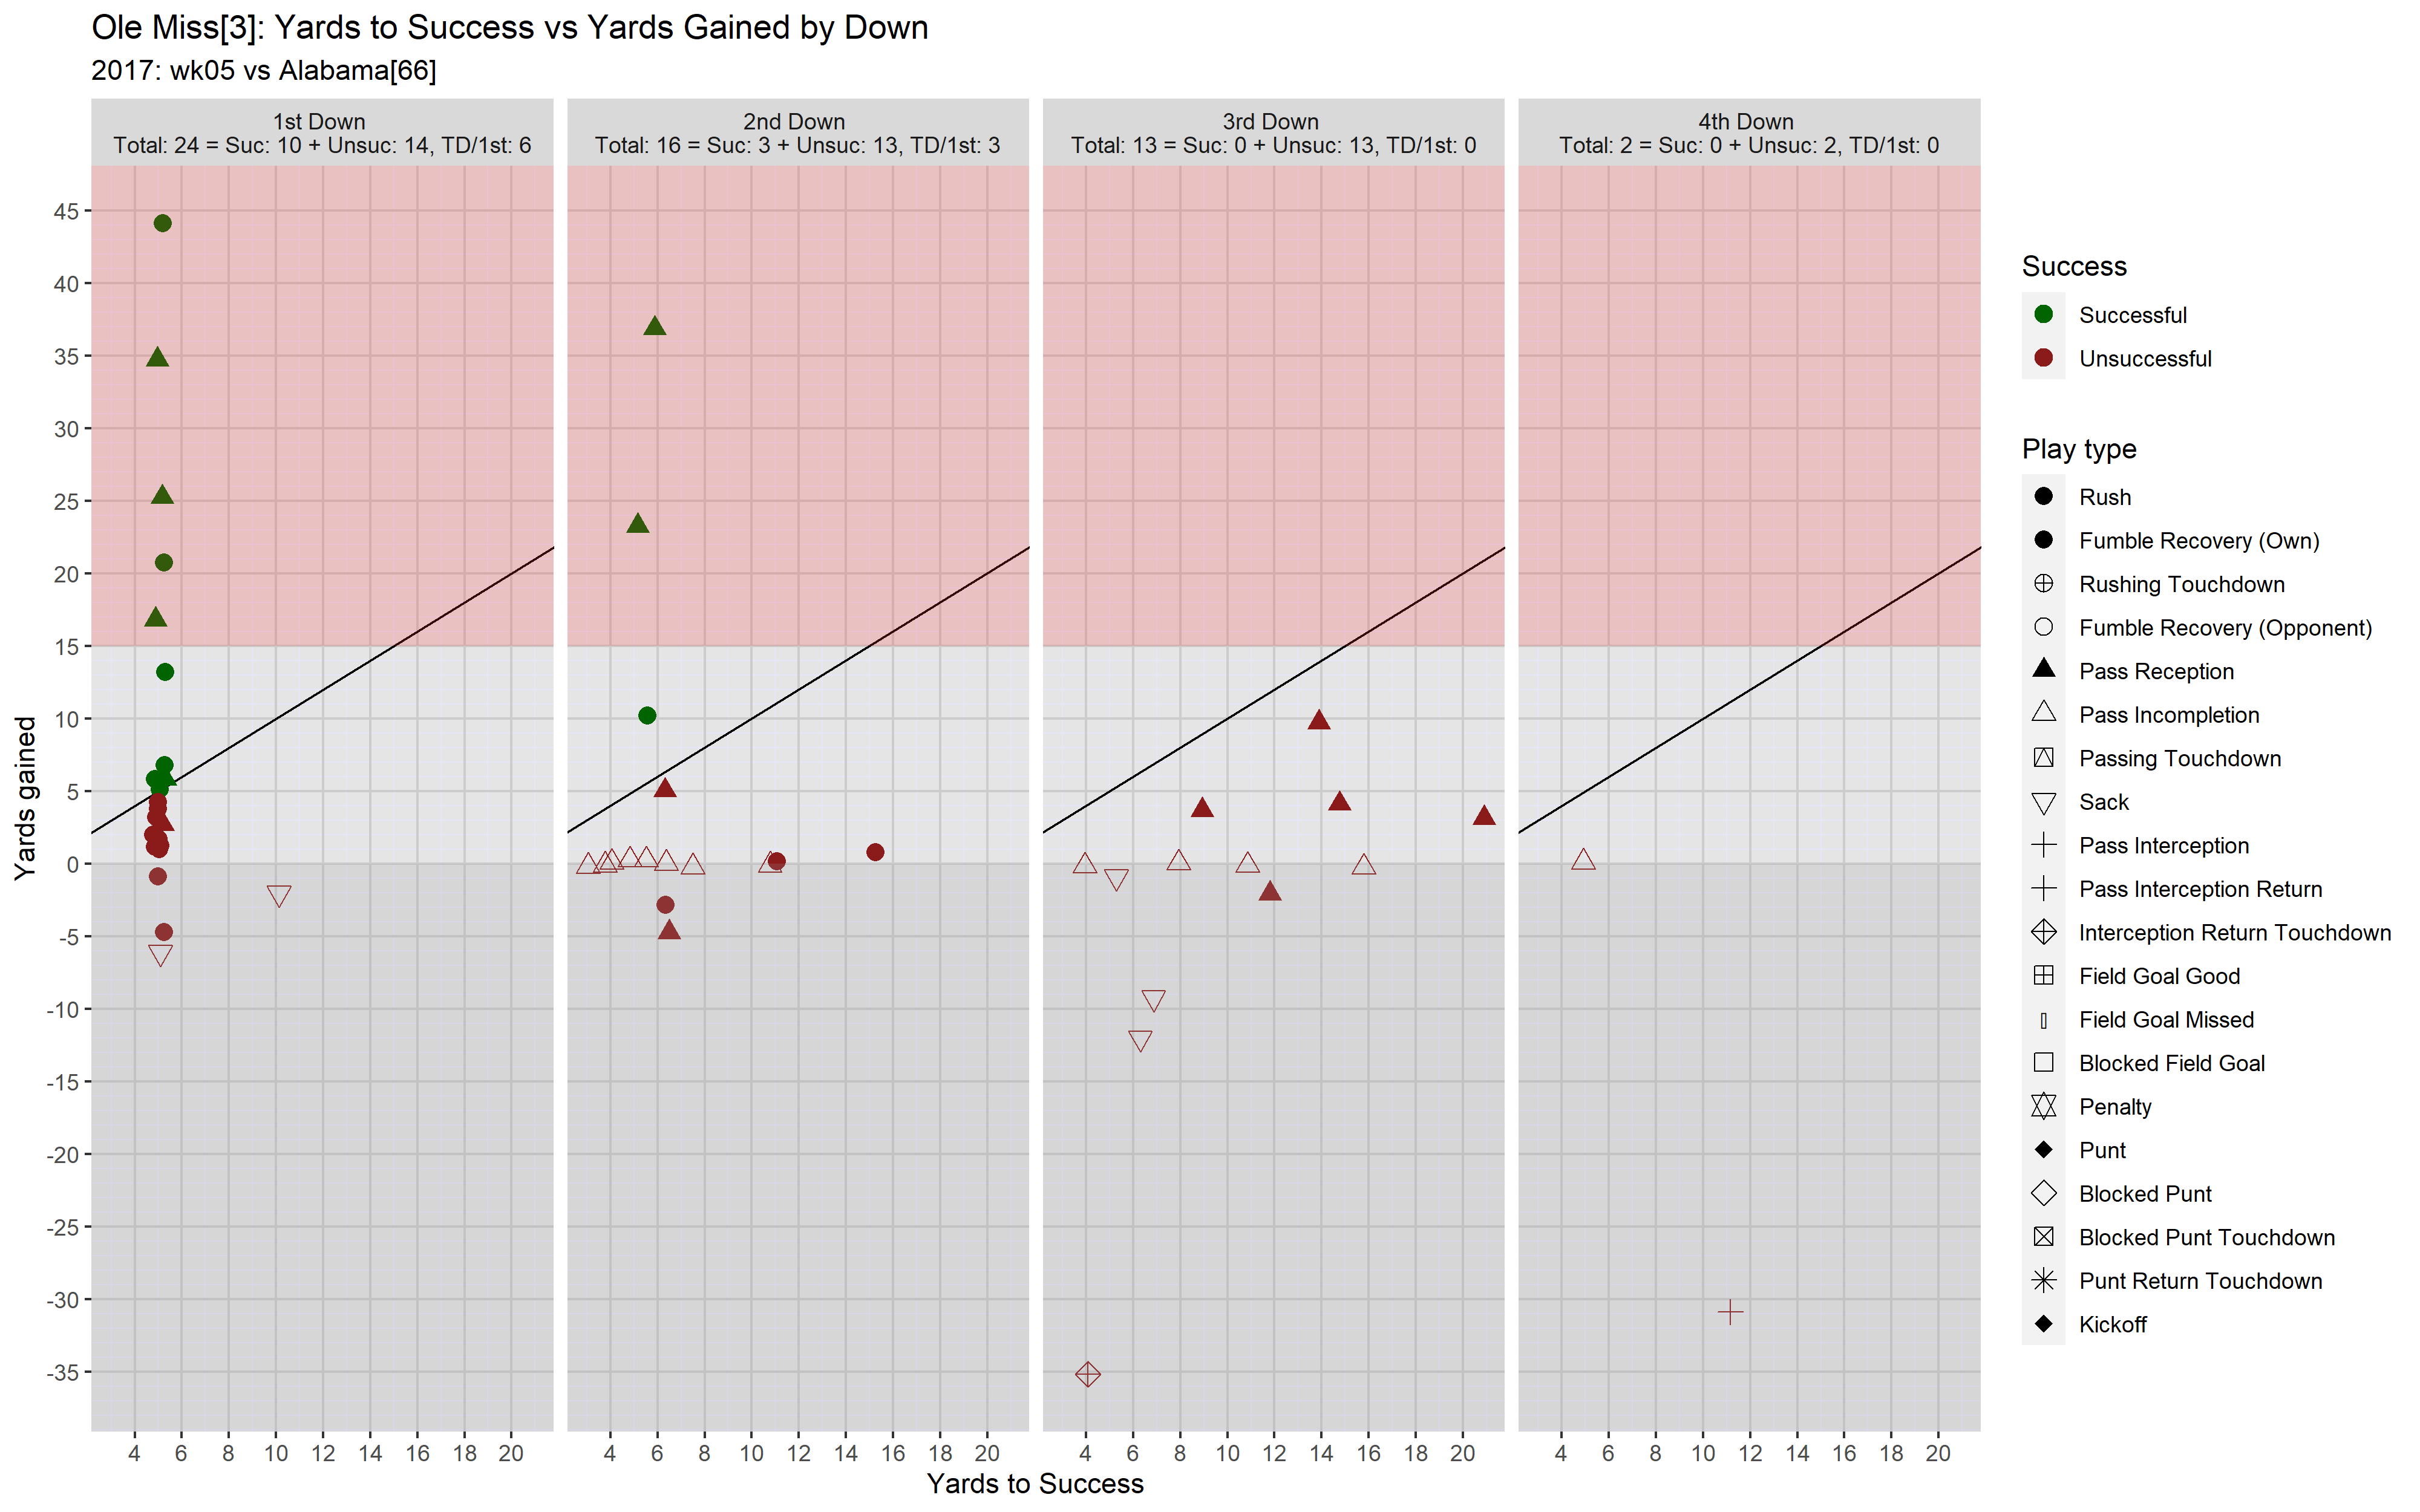 Ole Miss[3]: Yards to Success vs Yards Gained by Down
2017: wk05 vs Alabama[66]
1st Down
Total: 24 = Suc: 10 + Unsuc: 14, TD/1st: 6
2nd Down
Total: 16 = Suc: 3 + Unsuc: 13, TD/1st: 3
3rd Down
Total: 13 = Suc: 0 + Unsuc: 13, TD/1st: 0
4th Down
Total: 2 = Suc: 0 + Unsuc: 2, TD/1st: 0
Yards gained
45
40
35
30
25
20
15
10
5
0
-5
-10
-15
-20
-25
-30
-35
4 6 8 10 12 14 16 18 20
4 6 8 10 12 14 16 18 20
4 6 8 10 12 14 16 18 20
4 6 8 10 12 14 16 18 20
Yards to Success
Success
Successful
Unsuccessful
Play type
Rush
Fumble Recovery (Own)
Rushing Touchdown
Fumble Recovery (Opponent)
Pass Reception
Pass Incompletion
Passing Touchdown
Sack
Pass Interception
Pass Interception Return
Interception Return Touchdown
Field Goal Good
Field Goal Missed
Blocked Field Goal
Penalty
Punt
Blocked Punt
Blocked Punt Touchdown
Punt Return Touchdown
Kickoff